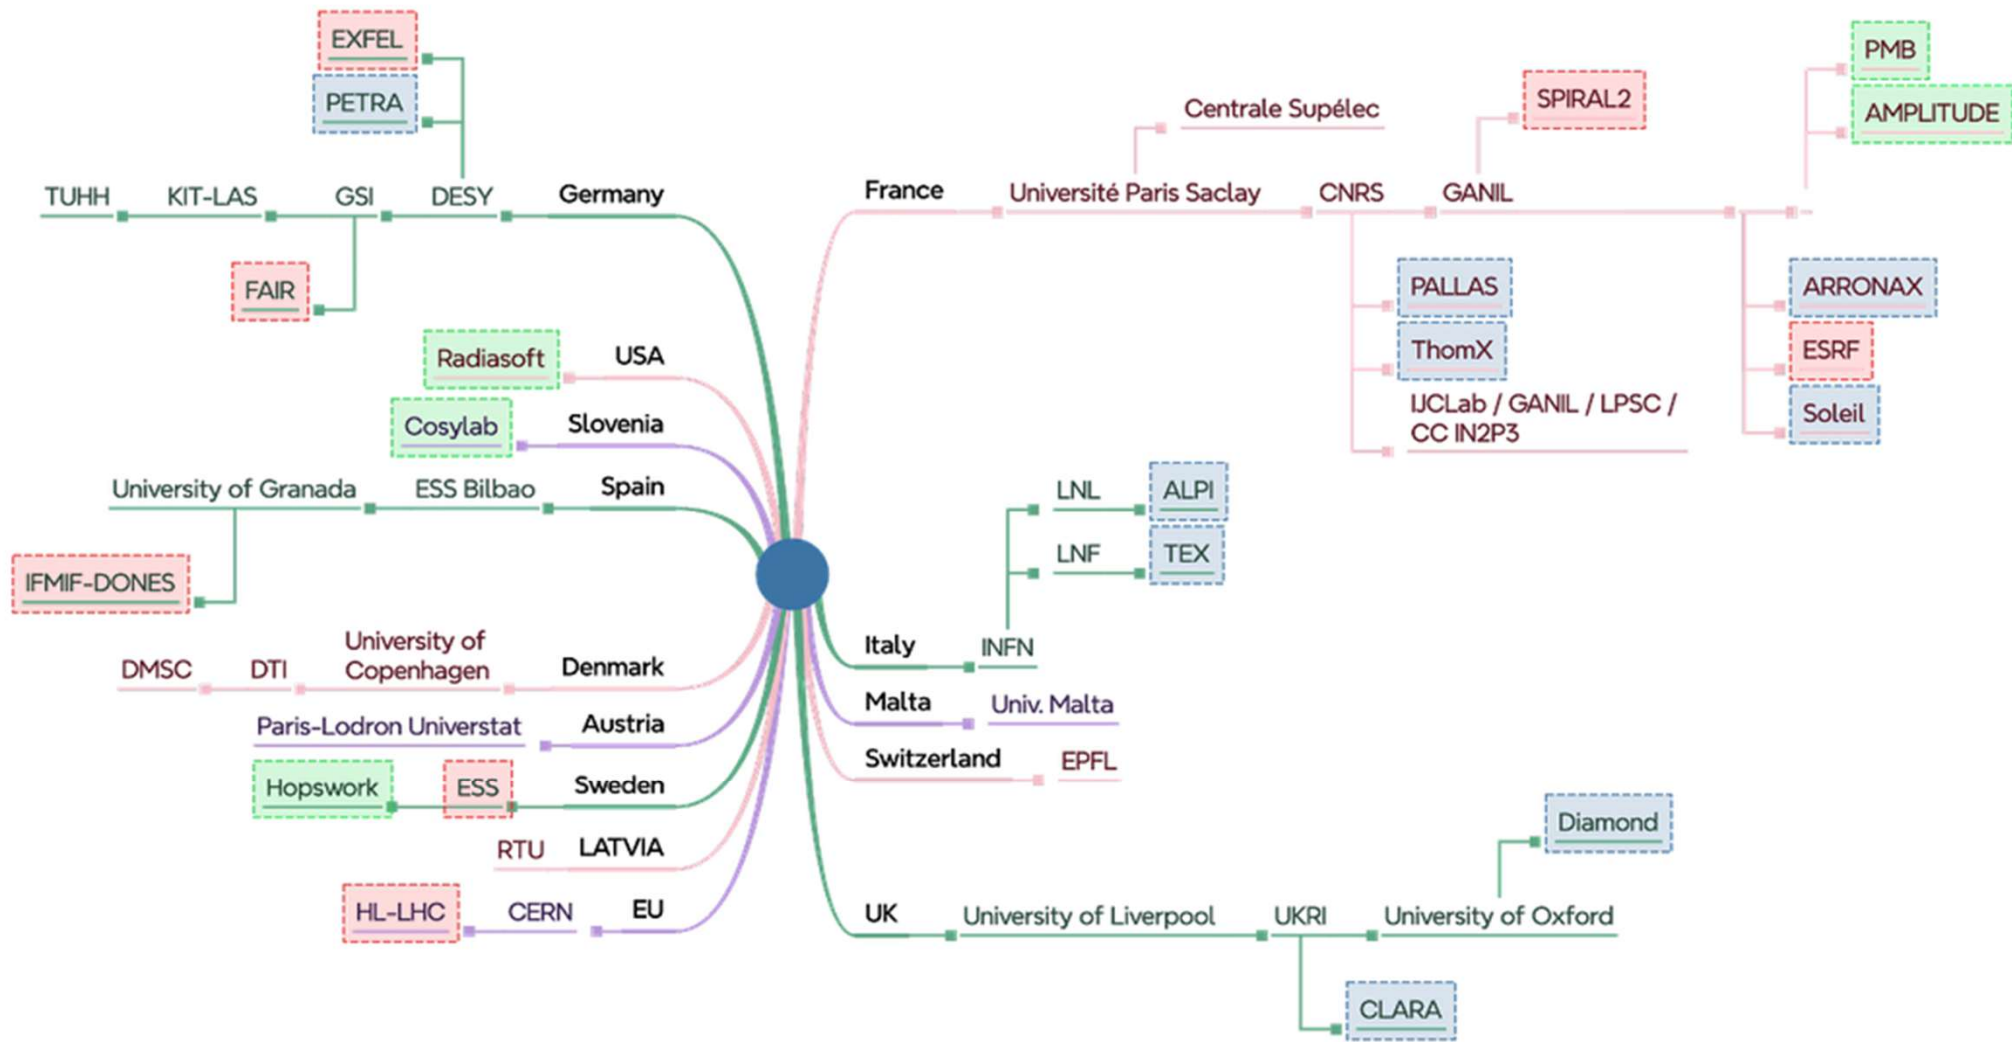 EXFEL
PETRA
TUHH
KIT-LAS
GSI
DESY
Germany
FAIR
Radiasoft
USA
Cosylab
Slovenia
University of Granada
ESS Bilbao
Spain
IFMIF-DONES
DMSC
DTI
University of
Copenhagen
Denmark
Paris-Lodron Universtat
Austria
Hopswork
ESS
Sweden
RTU
LATVIA
HL-LHC
CERN
EU
France
Université Paris Saclay
Centrale Supélec
CNRS
GANIL
SPIRAL2
PMB
AMPLITUDE
PALLAS
ThomX
IJCLab / GANIL / LPSC /
CC IN2P3
ARRONAX
ESRF
Soleil
LNL
ALPI
LNF
TEX
Italy
INFN
Malta
Univ. Malta
Switzerland
EPFL
UK
University of Liverpool
UKRI
University of Oxford
Diamond
CLARA